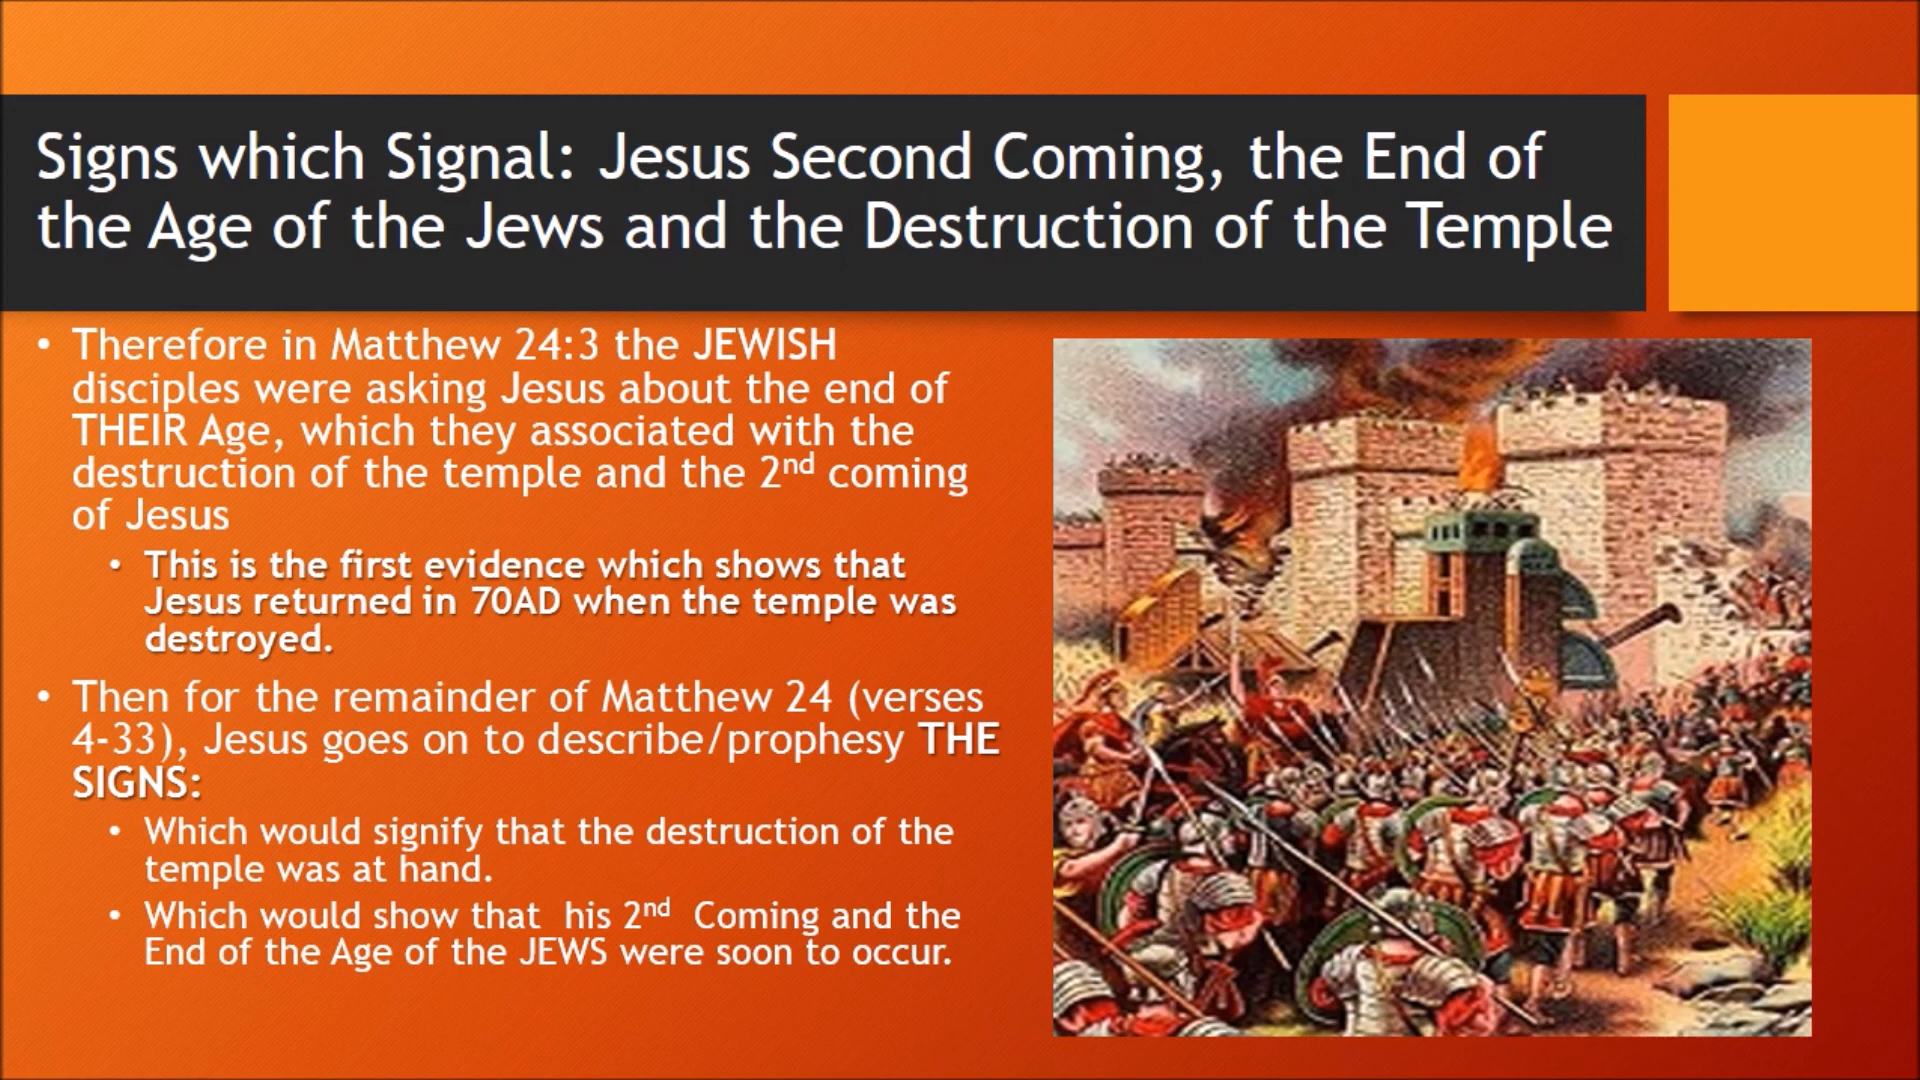 Signs which Signal: Jesus Second Coming, the End of
the Age of the Jews and the Destruction of the Temple
• Therefore in Matthew 24:3 the JEWISH
disciples were asking Jesus about the end of
THEIR Age, which they associated with the
destruction of the temple and the 2nd coming
of Jesus
• This is the first evidence which shows that
Jesus returned in 70AD when the temple was
destroyed.
• Then for the remainder of Matthew 24 (verses
4-33), Jesus goes on to describe/prophesy THE
SIGNS:
• Which would signify that the destruction of the
temple was at hand.
• Which would show that his 2nd Coming and the
End of the Age of the JEWS were soon to occur.